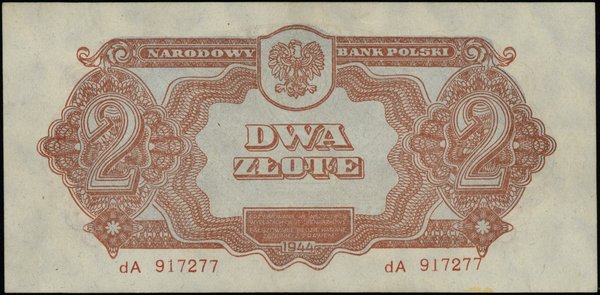 NARODOWY BANK POLSKI
2 2
DWA
ZŁOTE
1944
dA 917277 dA 917277